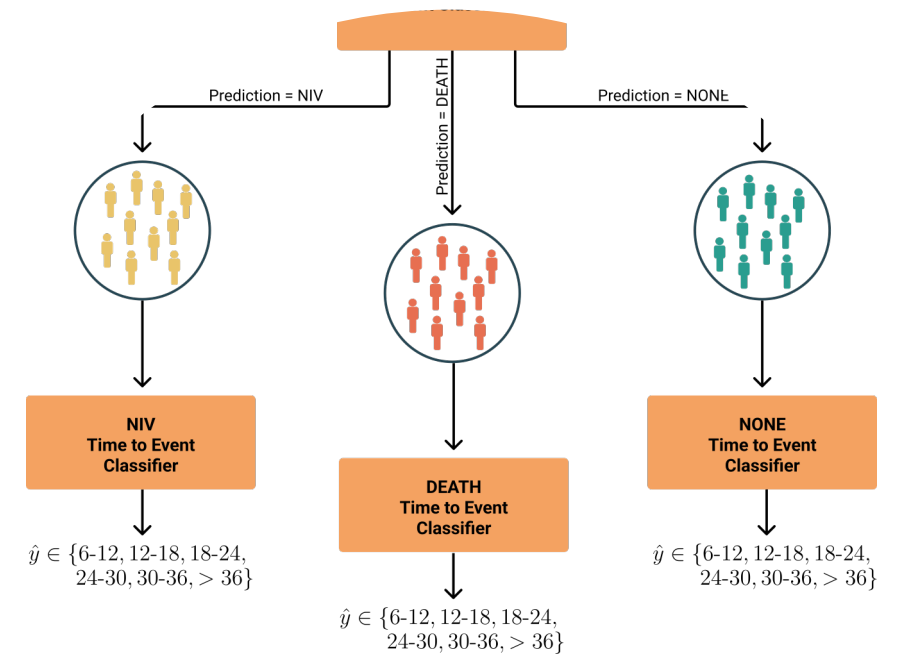 Prediction = NIV
Prediction = DEATH
Prediction = NONE
NIV
Time to Event
Classifier
DEATH
Time to Event
Classifier
NONE
Time to Event
Classifier
ŷ ∈ {6-12, 12-18, 18-24,
24-30, 30-36, > 36}
ŷ ∈ {6-12, 12-18, 18-24,
24-30, 30-36, > 36}
ŷ ∈ {6-12, 12-18, 18-24,
24-30, 30-36, > 36}